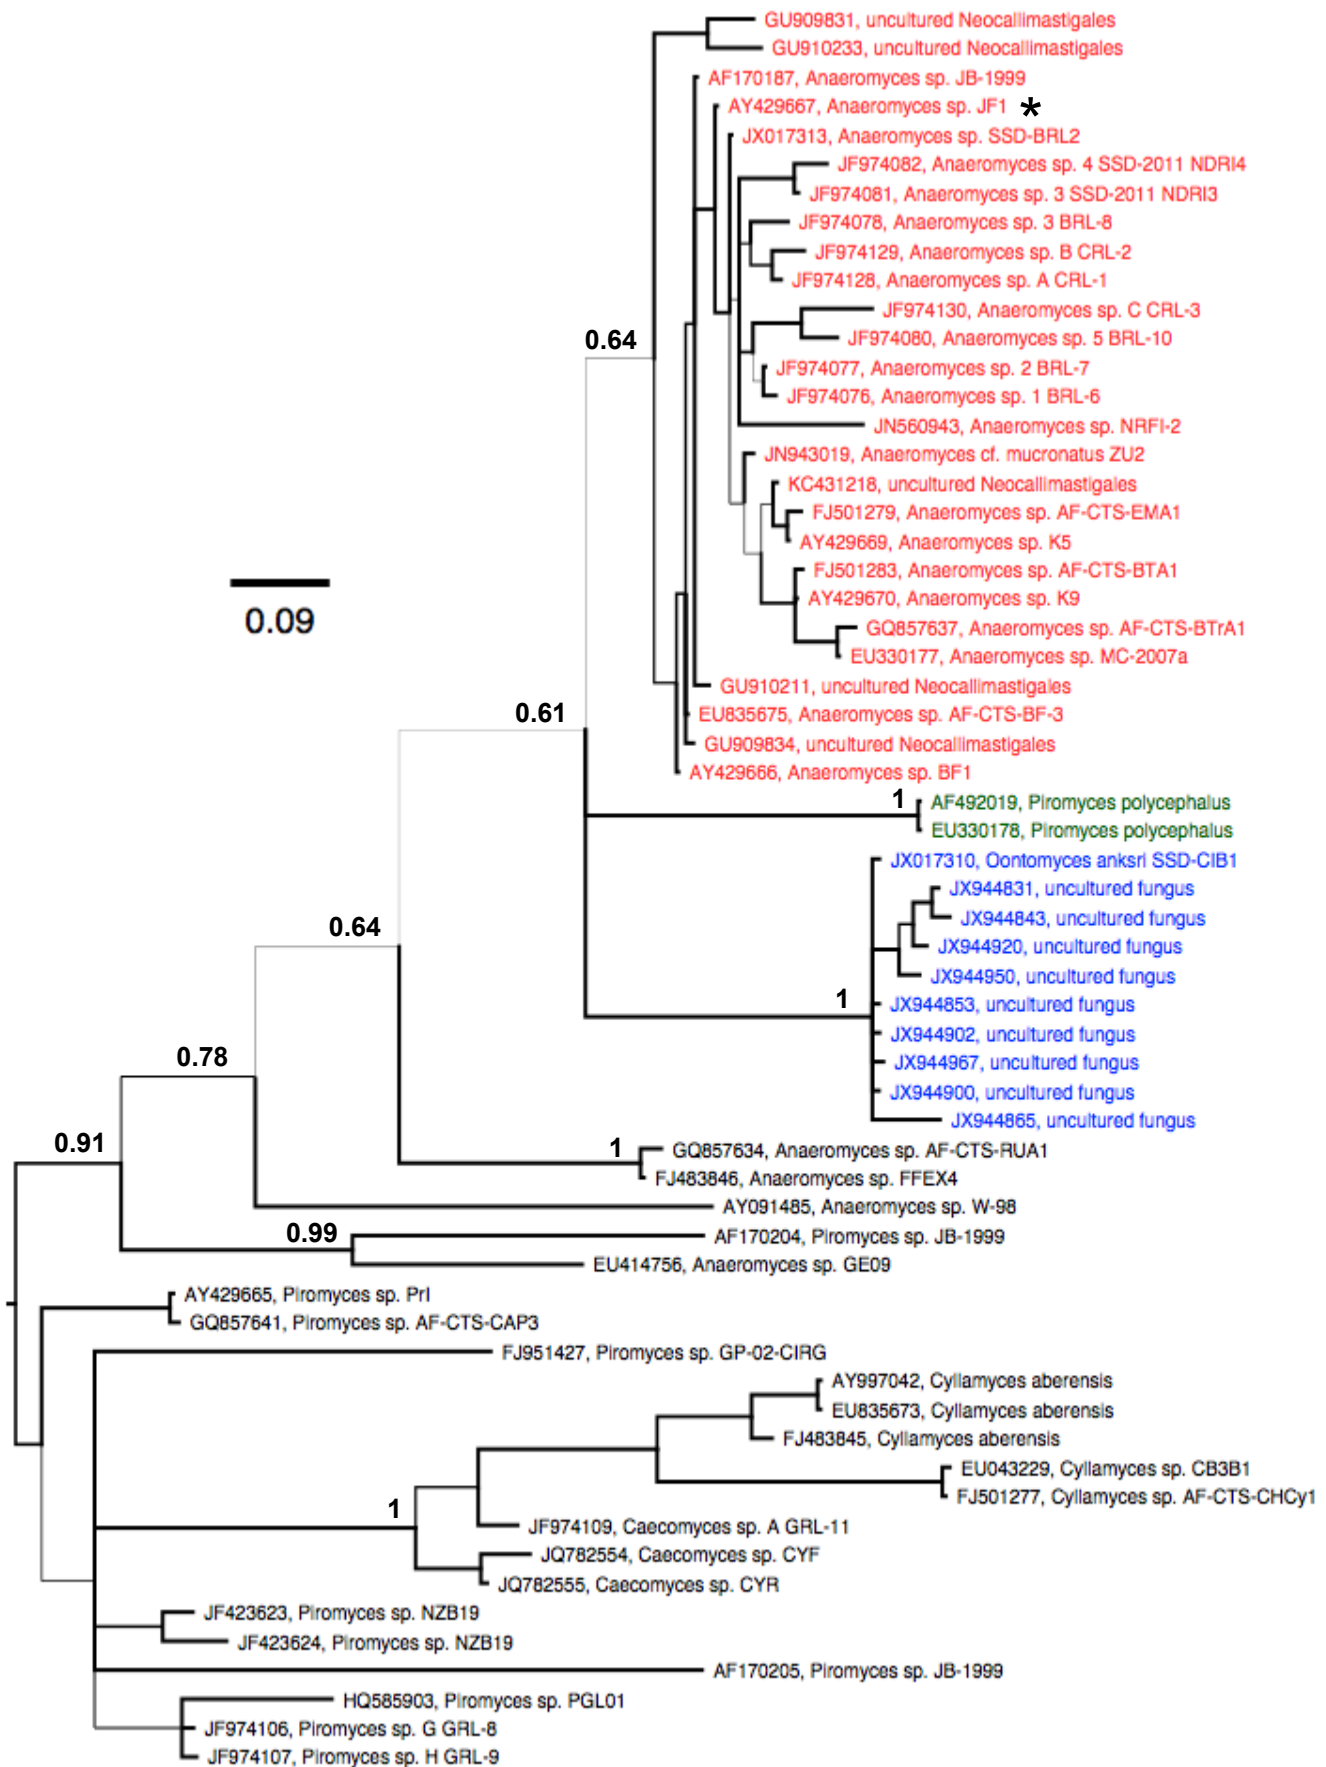 GU909831, uncultured Neocallimastigales
GU910233, uncultured Neocallimastigales
AF170187, Anaeromyces sp. JB-1999
AY429667, Anaeromyces sp. JF1 *
JX017313, Anaeromyces sp. SSD-BRL2
JF974082, Anaeromyces sp. 4 SSD-2011 NDRI4
JF974081, Anaeromyces sp. 3 SSD-2011 NDRI3
JF974078, Anaeromyces sp. 3 BRL-8
JF974129, Anaeromyces sp. B CRL-2
JF974128, Anaeromyces sp. A CRL-1
JF974130, Anaeromyces sp. C CRL-3
0.64
JF974080, Anaeromyces sp. 5 BRL-10
JF974077, Anaeromyces sp. 2 BRL-7
JF974076, Anaeromyces sp. 1 BRL-6
JN560943, Anaeromyces sp. NRFI-2
JN943019, Anaeromyces cf. mucronatus ZU2
KC431218, uncultured Neocallimastigales
FJ501279, Anaeromyces sp. AF-CTS-EMA1
AY429669, Anaeromyces sp. K5
FJ501283, Anaeromyces sp. AF-CTS-BTA1
AY429670, Anaeromyces sp. K9
0.09
GQ857637, Anaeromyces sp. AF-CTS-BTrA1
EU330177, Anaeromyces sp. MC-2007a
GU910211, uncultured Neocallimastigales
0.61
EU835675, Anaeromyces sp. AF-CTS-BF-3
GU909834, uncultured Neocallimastigales
AY429666, Anaeromyces sp. BF1
1
AF492019, Piromyces polycephalus
EU330178, Piromyces polycephalus
JX017310, Oontomyces anksri SSD-CIB1
JX944831, uncultured fungus
JX944843, uncultured fungus
0.64
JX944920, uncultured fungus
JX944950, uncultured fungus
1
JX944853, uncultured fungus
JX944902, uncultured fungus
0.78
JX944967, uncultured fungus
JX944900, uncultured fungus
JX944865, uncultured fungus
0.91
1
GQ857634, Anaeromyces sp. AF-CTS-RUA1
FJ483846, Anaeromyces sp. FFEX4
AY091485, Anaeromyces sp. W-98
0.99
AF170204, Piromyces sp. JB-1999
EU414756, Anaeromyces sp. GE09
AY429665, Piromyces sp. PrI
GQ857641, Piromyces sp. AF-CTS-CAP3
FJ951427, Piromyces sp. GP-02-CIRG
AY997042, Cyllamyces aberensis
EU835673, Cyllamyces aberensis
FJ483845, Cyllamyces aberensis
EU043229, Cyllamyces sp. CB3B1
FJ501277, Cyllamyces sp. AF-CTS-CHCy1
1
JF974109, Caecomyces sp. A GRL-11
JQ782554, Caecomyces sp. CYF
JQ782555, Caecomyces sp. CYR
JF423623, Piromyces sp. NZB19
JF423624, Piromyces sp. NZB19
AF170205, Piromyces sp. JB-1999
HQ585903, Piromyces sp. PGL01
JF974106, Piromyces sp. G GRL-8
JF974107, Piromyces sp. H GRL-9